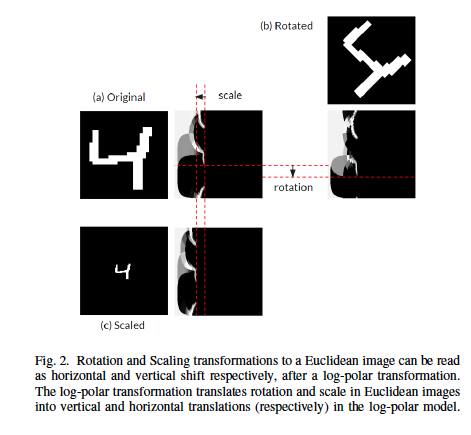 (b) Rotated
(a) Original
scale
rotation
(c) Scaled
Fig. 2. Rotation and Scaling transformations to a Euclidean image can be read
as horizontal and vertical shift respectively, after a log-polar transformation.
The log-polar transformation translates rotation and scale in Euclidean images
into vertical and horizontal translations (respectively) in the log-polar model.